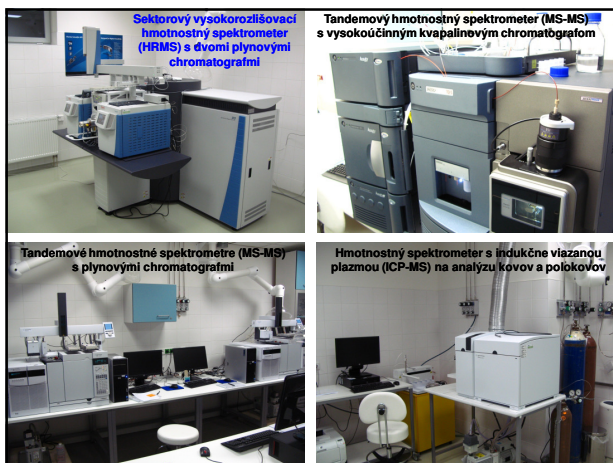 Sektorový vysokorozlišovací
hmotnostný spektrometer
(HRMS) s dvomi plynovými
chromatografmi
Tandemový hmotnostný spektrometer (MS-MS)
s vysokoúčinným kvapalinovým chromatografom
Tandemové hmotnostné spektrometre (MS-MS)
s plynovými chromatografmi
Hmotnostný spektrometer s indukčne viazanou
plazmou (ICP-MS) na analýzu kovov a polokovov